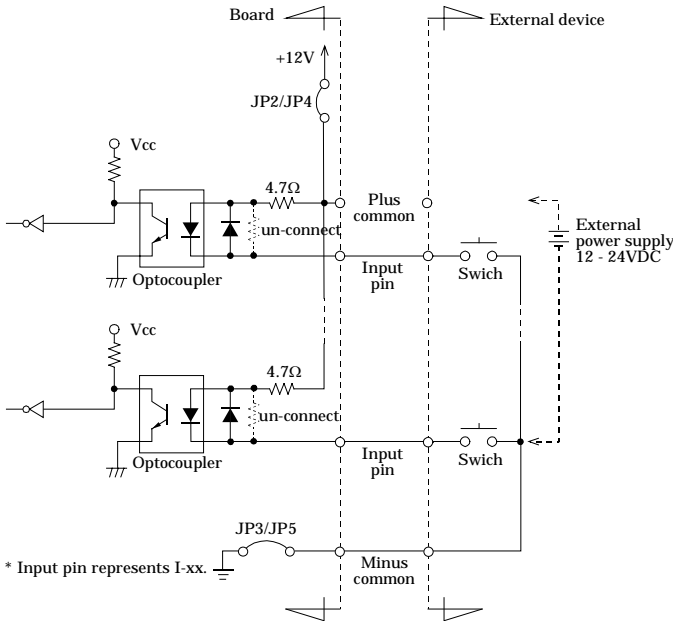 Board
External device
+12V
JP2/JP4
Vcc
4.7Ω
Plus
common
un-connect
External
power supply
12 - 24VDC
Optocoupler
Input
pin
Swich
Vcc
4.7Ω
un-connect
Optocoupler
Input
pin
Swich
JP3/JP5
* Input pin represents I-xx.
Minus
common